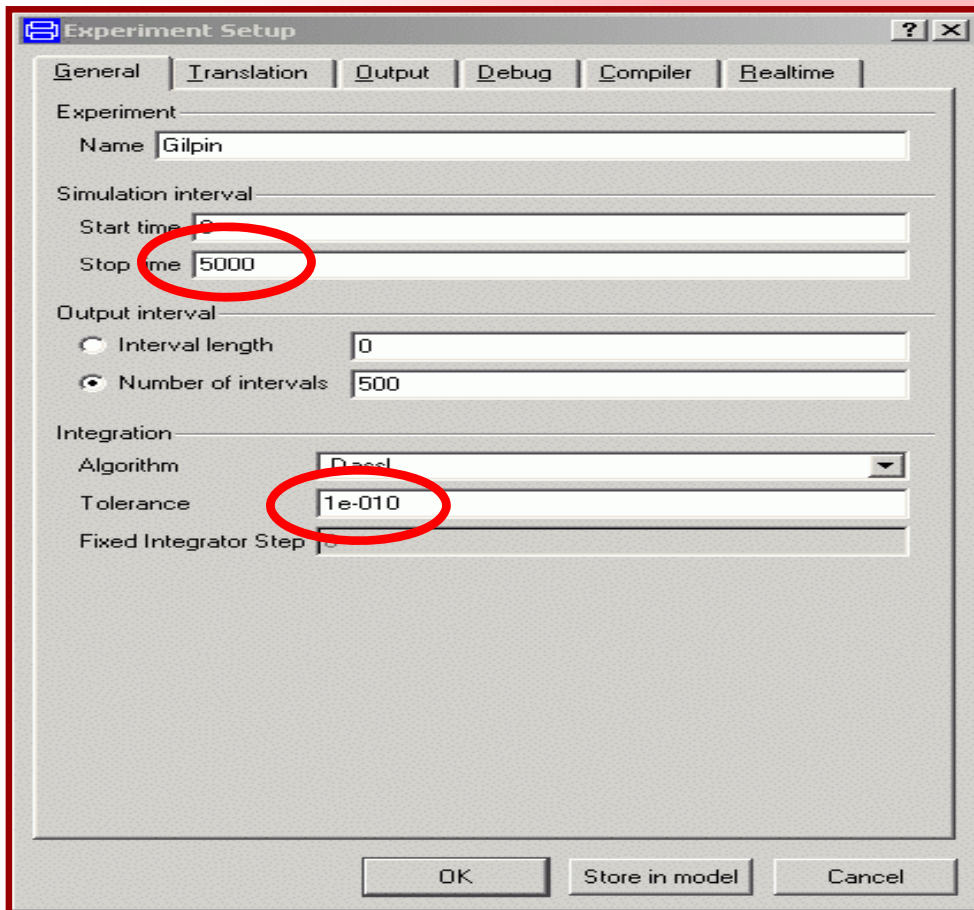 Experiment Setup
General Translation Output Debug Compiler Realtime
Experiment
Name Gilpin
Simulation interval
Start time
Stop time 5000
Output interval
Interval length 0
Number of intervals 500
Integration
Algorithm Dassl
Tolerance 1e-010
Fixed Integrator Step
OK Store in model Cancel